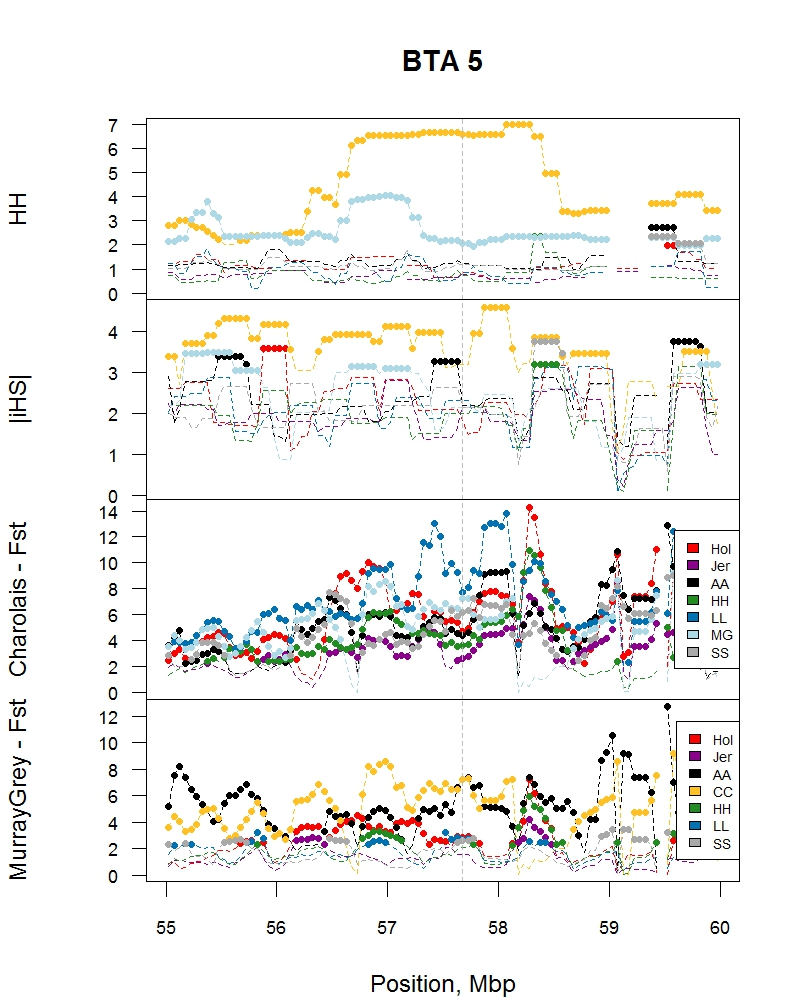 BTA 5
HH
7
6
5
4
3
2
1
0
|iHS|
4
3
2
1
0
Charolais - Fst
14
12
10
8
6
4
2
0
Hol
Jer
AA
HH
LL
MG
SS
MurrayGrey - Fst
12
10
8
6
4
2
0
Hol
Jer
AA
CC
HH
LL
SS
55 56 57 58 59 60
Position, Mbp